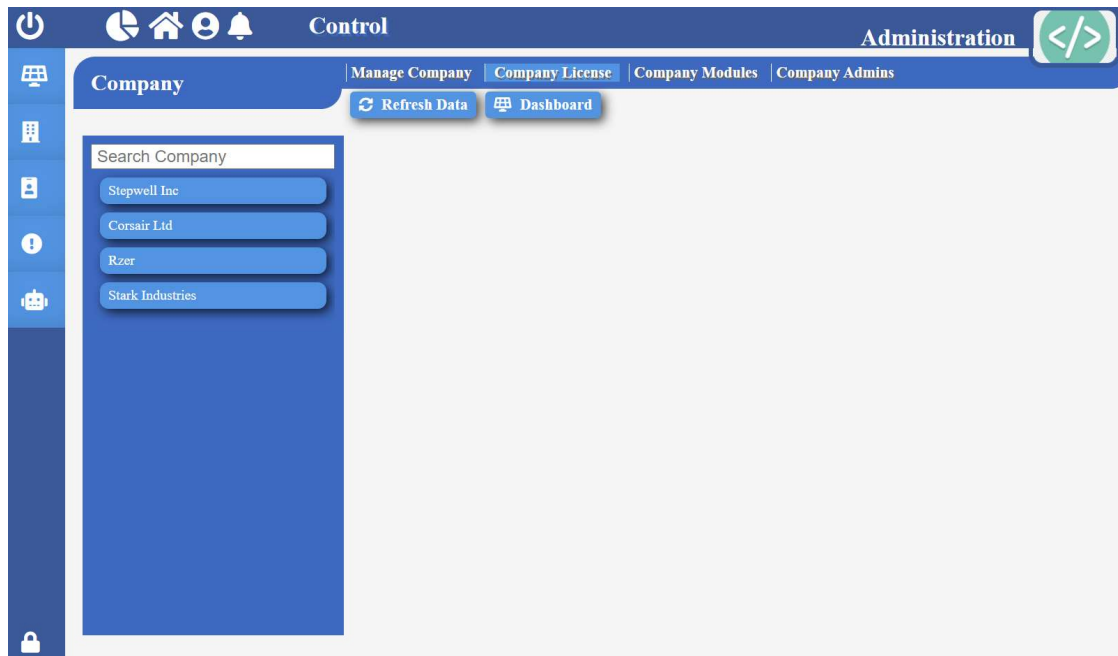 Control
Administration
</>
Company
Manage Company Company License Company Modules Company Admins
Refresh Data Dashboard
Search Company
Stepwell Inc
Corsair Ltd
Rzer
Stark Industries